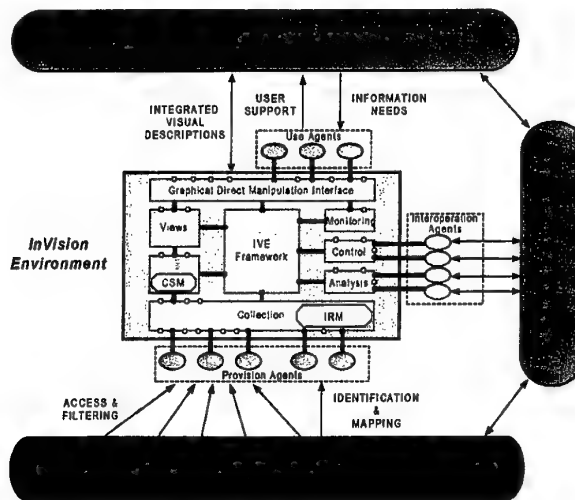 INTEGRATED
VISUAL
DESCRIPTIONS
USER
SUPPORT
INFORMATION
NEEDS
Use Agents
Graphical Direct Manipulation Interface
Views
IVE
Framework
Monitoring
Control
Analysis
Interoperation
Agents
InVision
Environment
CSM
Collection
IRM
Provision Agents
ACCESS &
FILTERING
IDENTIFICATION
&
MAPPING